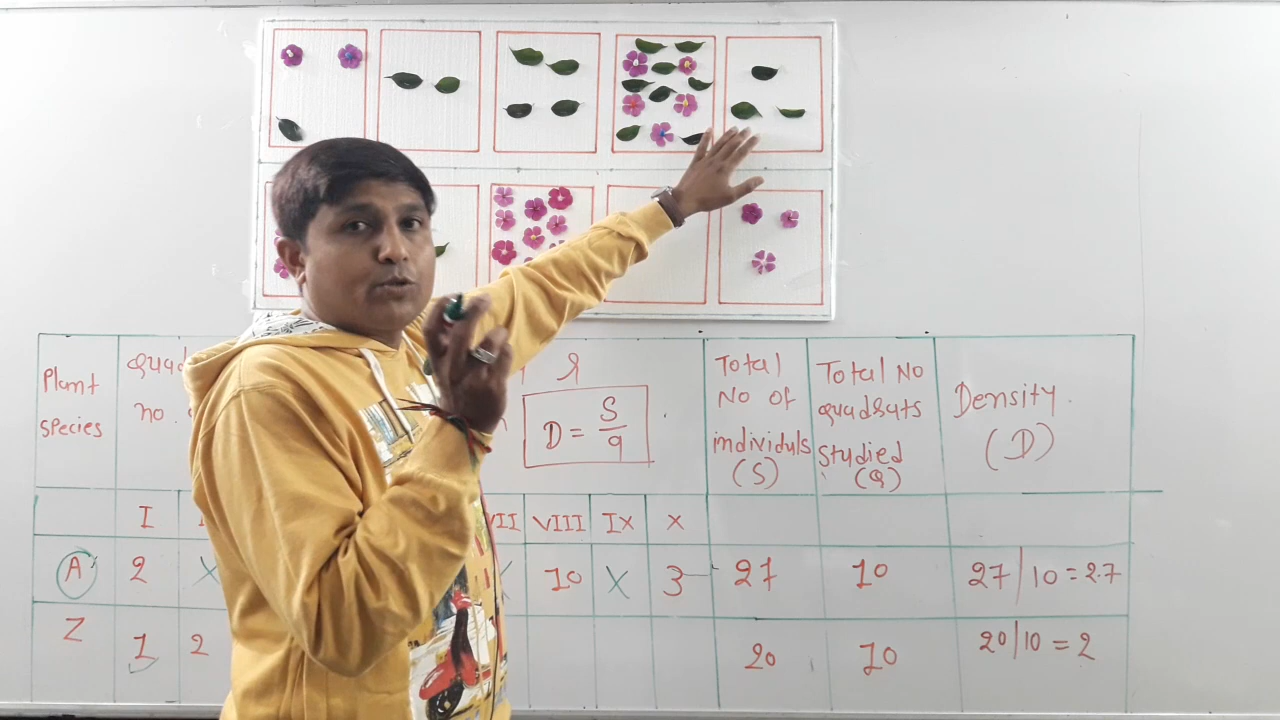 Plant
species
Quad
no.
D = S/q
Total
No of
individuls
(S)
Total No
quadrats
studied
(Q)
Density.
(D)
I VII VIII IX X
A 2 X 10 X 3 27 10 27/10 = 2.7
Z 1 2 20 10 20/10 = 2